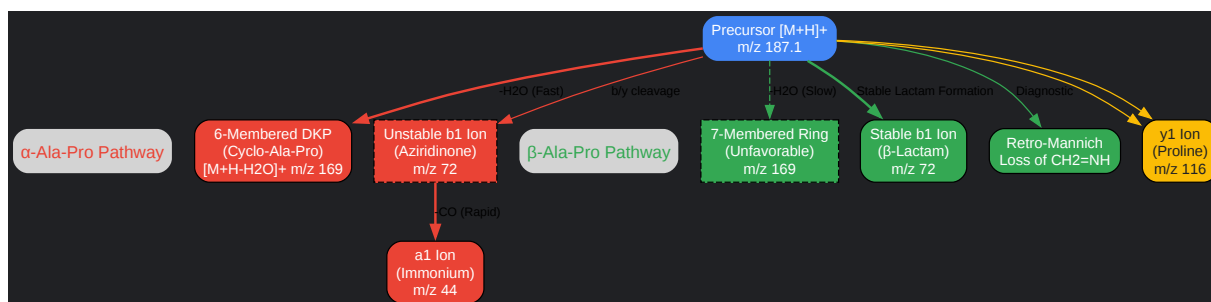 Precursor [M+H]+
m/z 187.1
-H2O (Fast)
b/y cleavage
-H2O (Slow)
Stable Lactam Formation
Diagnostic
α-Ala-Pro Pathway
6-Membered DKP
(Cyclo-Ala-Pro)
[M+H-H2O]+ m/z 169
Unstable b1 Ion
(Aziridinone)
m/z 72
β-Ala-Pro Pathway
7-Membered Ring
(Unfavorable)
m/z 169
Stable b1 Ion
(β-Lactam)
m/z 72
Retro-Mannich
Loss of CH2=NH
y1 Ion
(Proline)
m/z 116
-CO (Rapid)
a1 Ion
(Immonium)
m/z 44